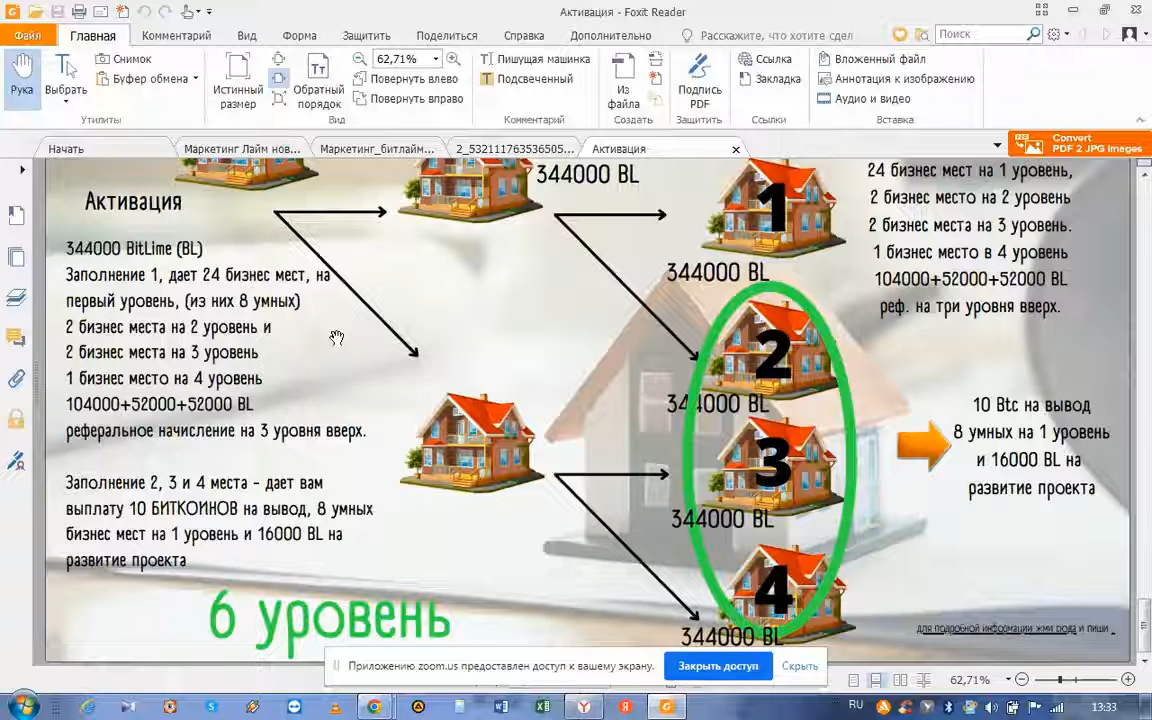 Активация - Foxit Reader
Файл
Главная
Комментарий
Вид
Форма
Защитить
Поделиться
Справка
Дополнительно
Расскажите, что хотите сдел
Поиск
Рука
Выбрать
Снимок
Буфер обмена
Утилиты
Истинный размер
Обратный порядок
62,71%
Повернуть влево
Повернуть вправо
Вид
Пишущая машинка
Подсвеченный
Комментарий
Из файла
Создать
Подпись PDF
Защитить
Ссылка
Закладка
Ссылки
Вложенный файл
Аннотация к изображению
Аудио и видео
Вставка
Начать
Маркетинг Лайм нов...
Маркетинг_битлайм...
2_532111763536505...
Активация
Convert
PDF 2 JPG Images
Активация
344000 BitLime (BL)
Заполнение 1, дает 24 бизнес мест, на
первый уровень, (из них 8 умных)
2 бизнес места на 2 уровень и
2 бизнес места на 3 уровень
1 бизнес место на 4 уровень
104000+52000+52000 BL
реферальное начисление на 3 уровня вверх.
Заполнение 2, 3 и 4 места - дает вам
выплату 10 БИТКОИНОВ на вывод, 8 умных
бизнес мест на 1 уровень и 16000 BL на
развитие проекта
6 уровень
344000 BL
1
344000 BL
2
344000 BL
3
344000 BL
4
344000 BL
24 бизнес мест на 1 уровень,
2 бизнес место на 2 уровень
2 бизнес места на 3 уровень.
1 бизнес место в 4 уровень
104000+52000+52000 BL
реф. на три уровня вверх.
10 Btc на вывод
8 умных на 1 уровень
и 16000 BL на
развитие проекта
для подробной информации жми сюда и пиши
Приложению zoom.us предоставлен доступ к вашему экрану.
Закрыть доступ
Скрыть
62,71%
RU
13:33